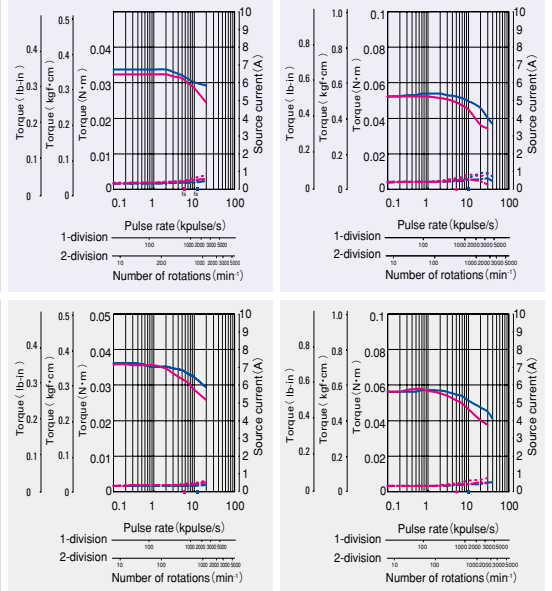 0.5 0.05 10
0.4 9
0.04 8
0.4 7
0.3 0.3 0.03 6
5
0.2 0.2 0.02 4
3
0.1 0.1 0.01 2
1
0 0 0 0
Torque( lb-in )
Torque( kgf·cm )
Torque(N·m )
Source current(A)
fs fs
0.1 1 10 100
Pulse rate(kpulse/s)
1-division 100 1000 2000 3000 5000
2-division 10 200 1000 2000 3000 5000
Number of rotations(min-1)
1.0 0.1 10
0.8 9
0.8 0.08 8
7
0.6 0.6 0.06 6
5
0.4 0.4 0.04 4
3
0.2 0.2 0.02 2
1
0 0 0 0
Torque( lb-in )
Torque( kgf·cm )
Torque(N·m )
Source current(A)
0.1 1 10 100
Pulse rate(kpulse/s)
1-division 100 1000 2000 3000 5000
2-division 10 100 1000 2000 3000 5000
Number of rotations(min-1)
0.5 0.05 10
0.4 9
0.4 0.04 8
7
0.3 0.3 0.03 6
5
0.2 0.2 0.02 4
3
0.1 0.1 0.01 2
1
0 0 0 0
Torque( lb-in )
Torque( kgf·cm )
Torque(N·m )
Source current(A)
0.1 1 10 100
Pulse rate(kpulse/s)
1-division 100 1000 2000 3000 5000
2-division 10 100 1000 2000 3000 5000
Number of rotations(min-1)
1.0 0.1 10
0.8 9
0.8 0.08 8
7
0.6 0.6 0.06 6
5
0.4 0.4 0.04 4
3
0.2 0.2 0.02 2
1
0 0 0 0
Torque( lb-in )
Torque( kgf·cm )
Torque(N·m )
Source current(A)
0.1 1 10 100
Pulse rate(kpulse/s)
1-division 100 1000 2000 3000 5000
2-division 10 100 1000 2000 3000 5000
Number of rotations(min-1)